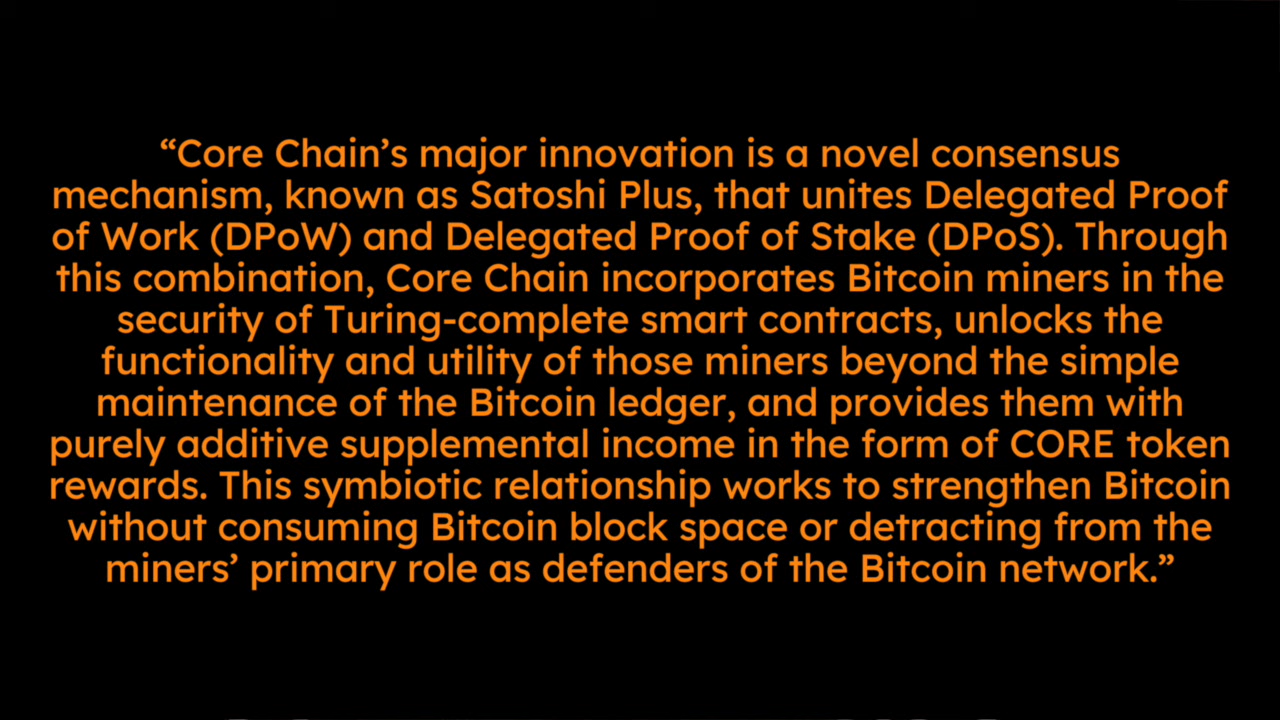 “Core Chain’s major innovation is a novel consensus
mechanism, known as Satoshi Plus, that unites Delegated Proof
of Work (DPoW) and Delegated Proof of Stake (DPoS). Through
this combination, Core Chain incorporates Bitcoin miners in the
security of Turing-complete smart contracts, unlocks the
functionality and utility of those miners beyond the simple
maintenance of the Bitcoin ledger, and provides them with
purely additive supplemental income in the form of CORE token
rewards. This symbiotic relationship works to strengthen Bitcoin
without consuming Bitcoin block space or detracting from the
miners’ primary role as defenders of the Bitcoin network.”